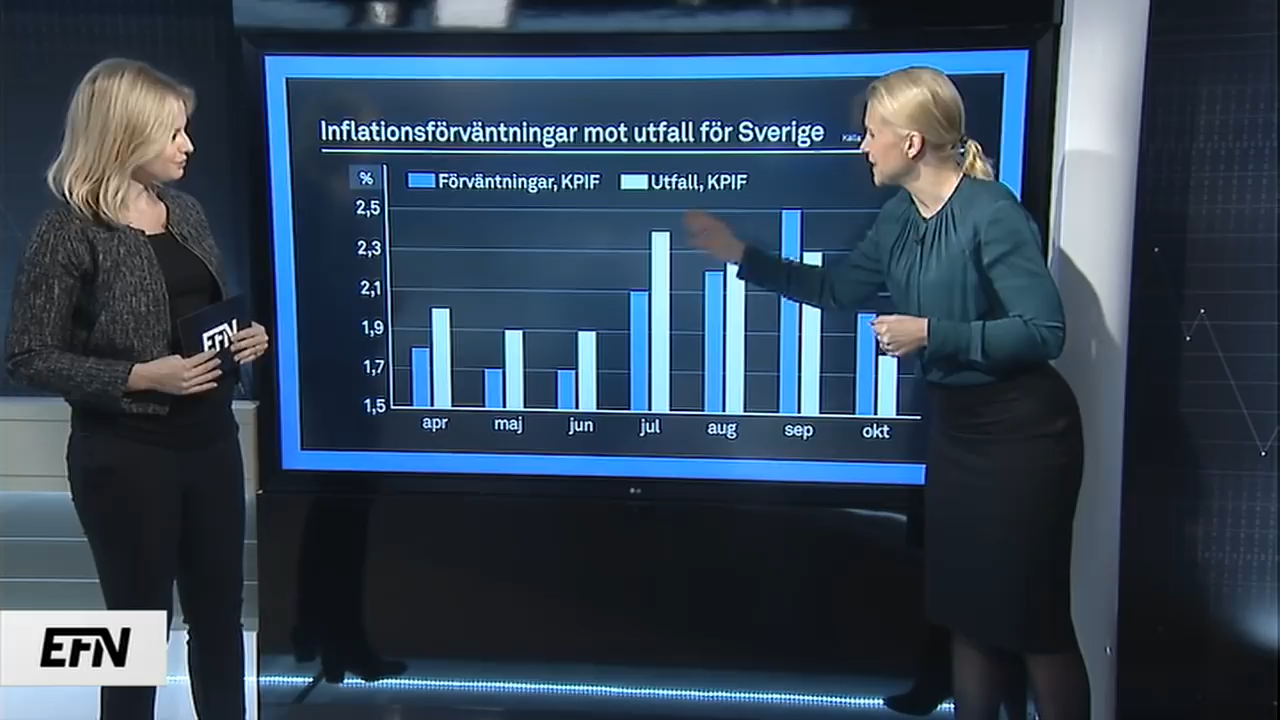 Inflationsförväntningar mot utfall för Sverige
%
Förväntningar, KPIF
Utfall, KPIF
2,5
2,3
2,1
1,9
1,7
1,5
apr
maj
jun
jul
aug
sep
okt
EFN
EFN